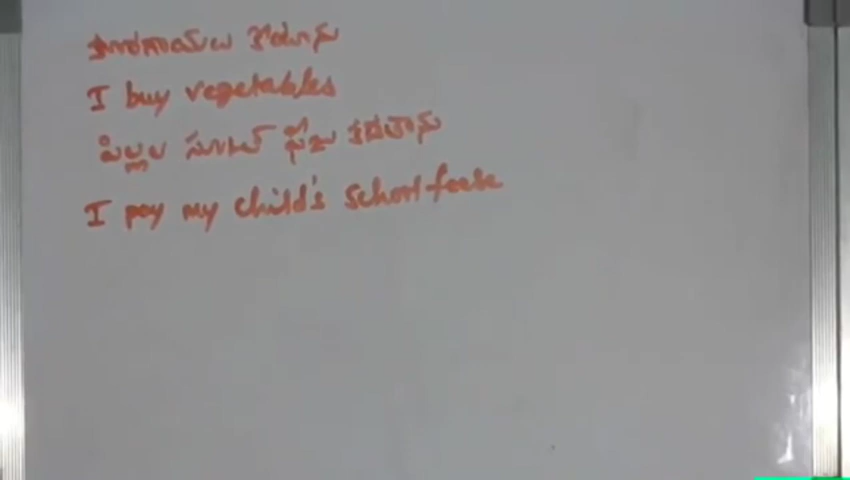 కూరగాయలు కొంటాను
I buy vegetables
పిల్లల స్కూల్ ఫీజు కడతాను
I pay my child's School